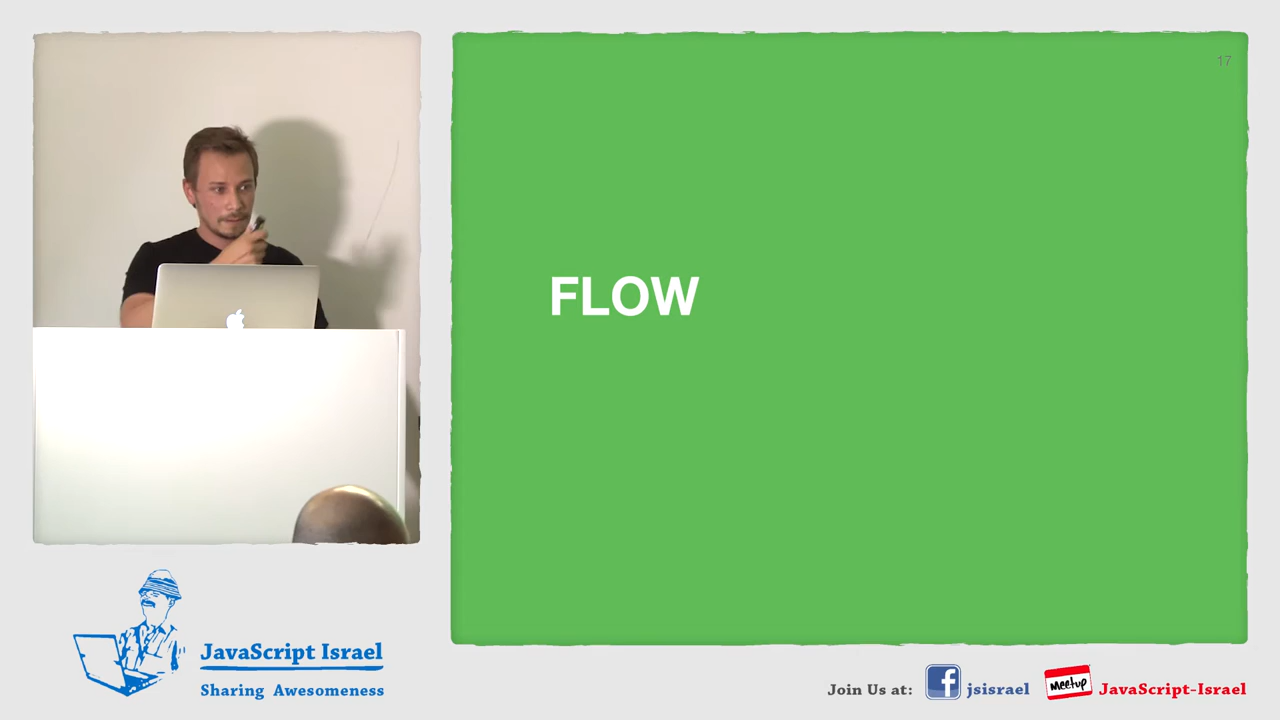 17
FLOW
JavaScript Israel
Sharing Awesomeness
Join Us at:
jsisrael
Meetup
JavaScript-Israel